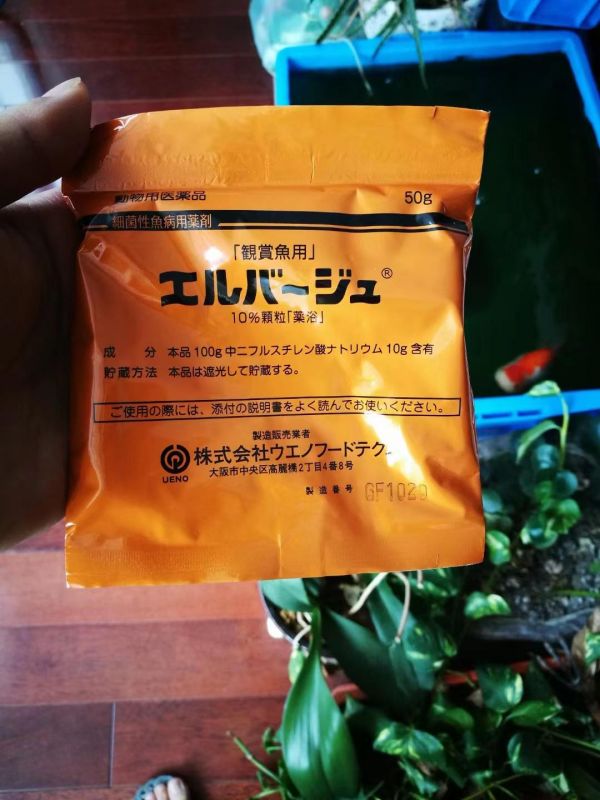 動物用医薬品
50g
細菌性魚病用薬剤
「観賞魚用」
エルバージュ®
10%顆粒「薬浴」
成 分 本品100g中ニフルスチレン酸ナトリウム10g含有
貯蔵方法 本品は遮光して貯蔵する。
ご使用の際には、添付の説明書をよく読んでお使いください。
製造販売業者
株式会社ウエノフードテク
UENO
大阪市中央区高麗橋2丁目4番8号
製造番号 GF1029